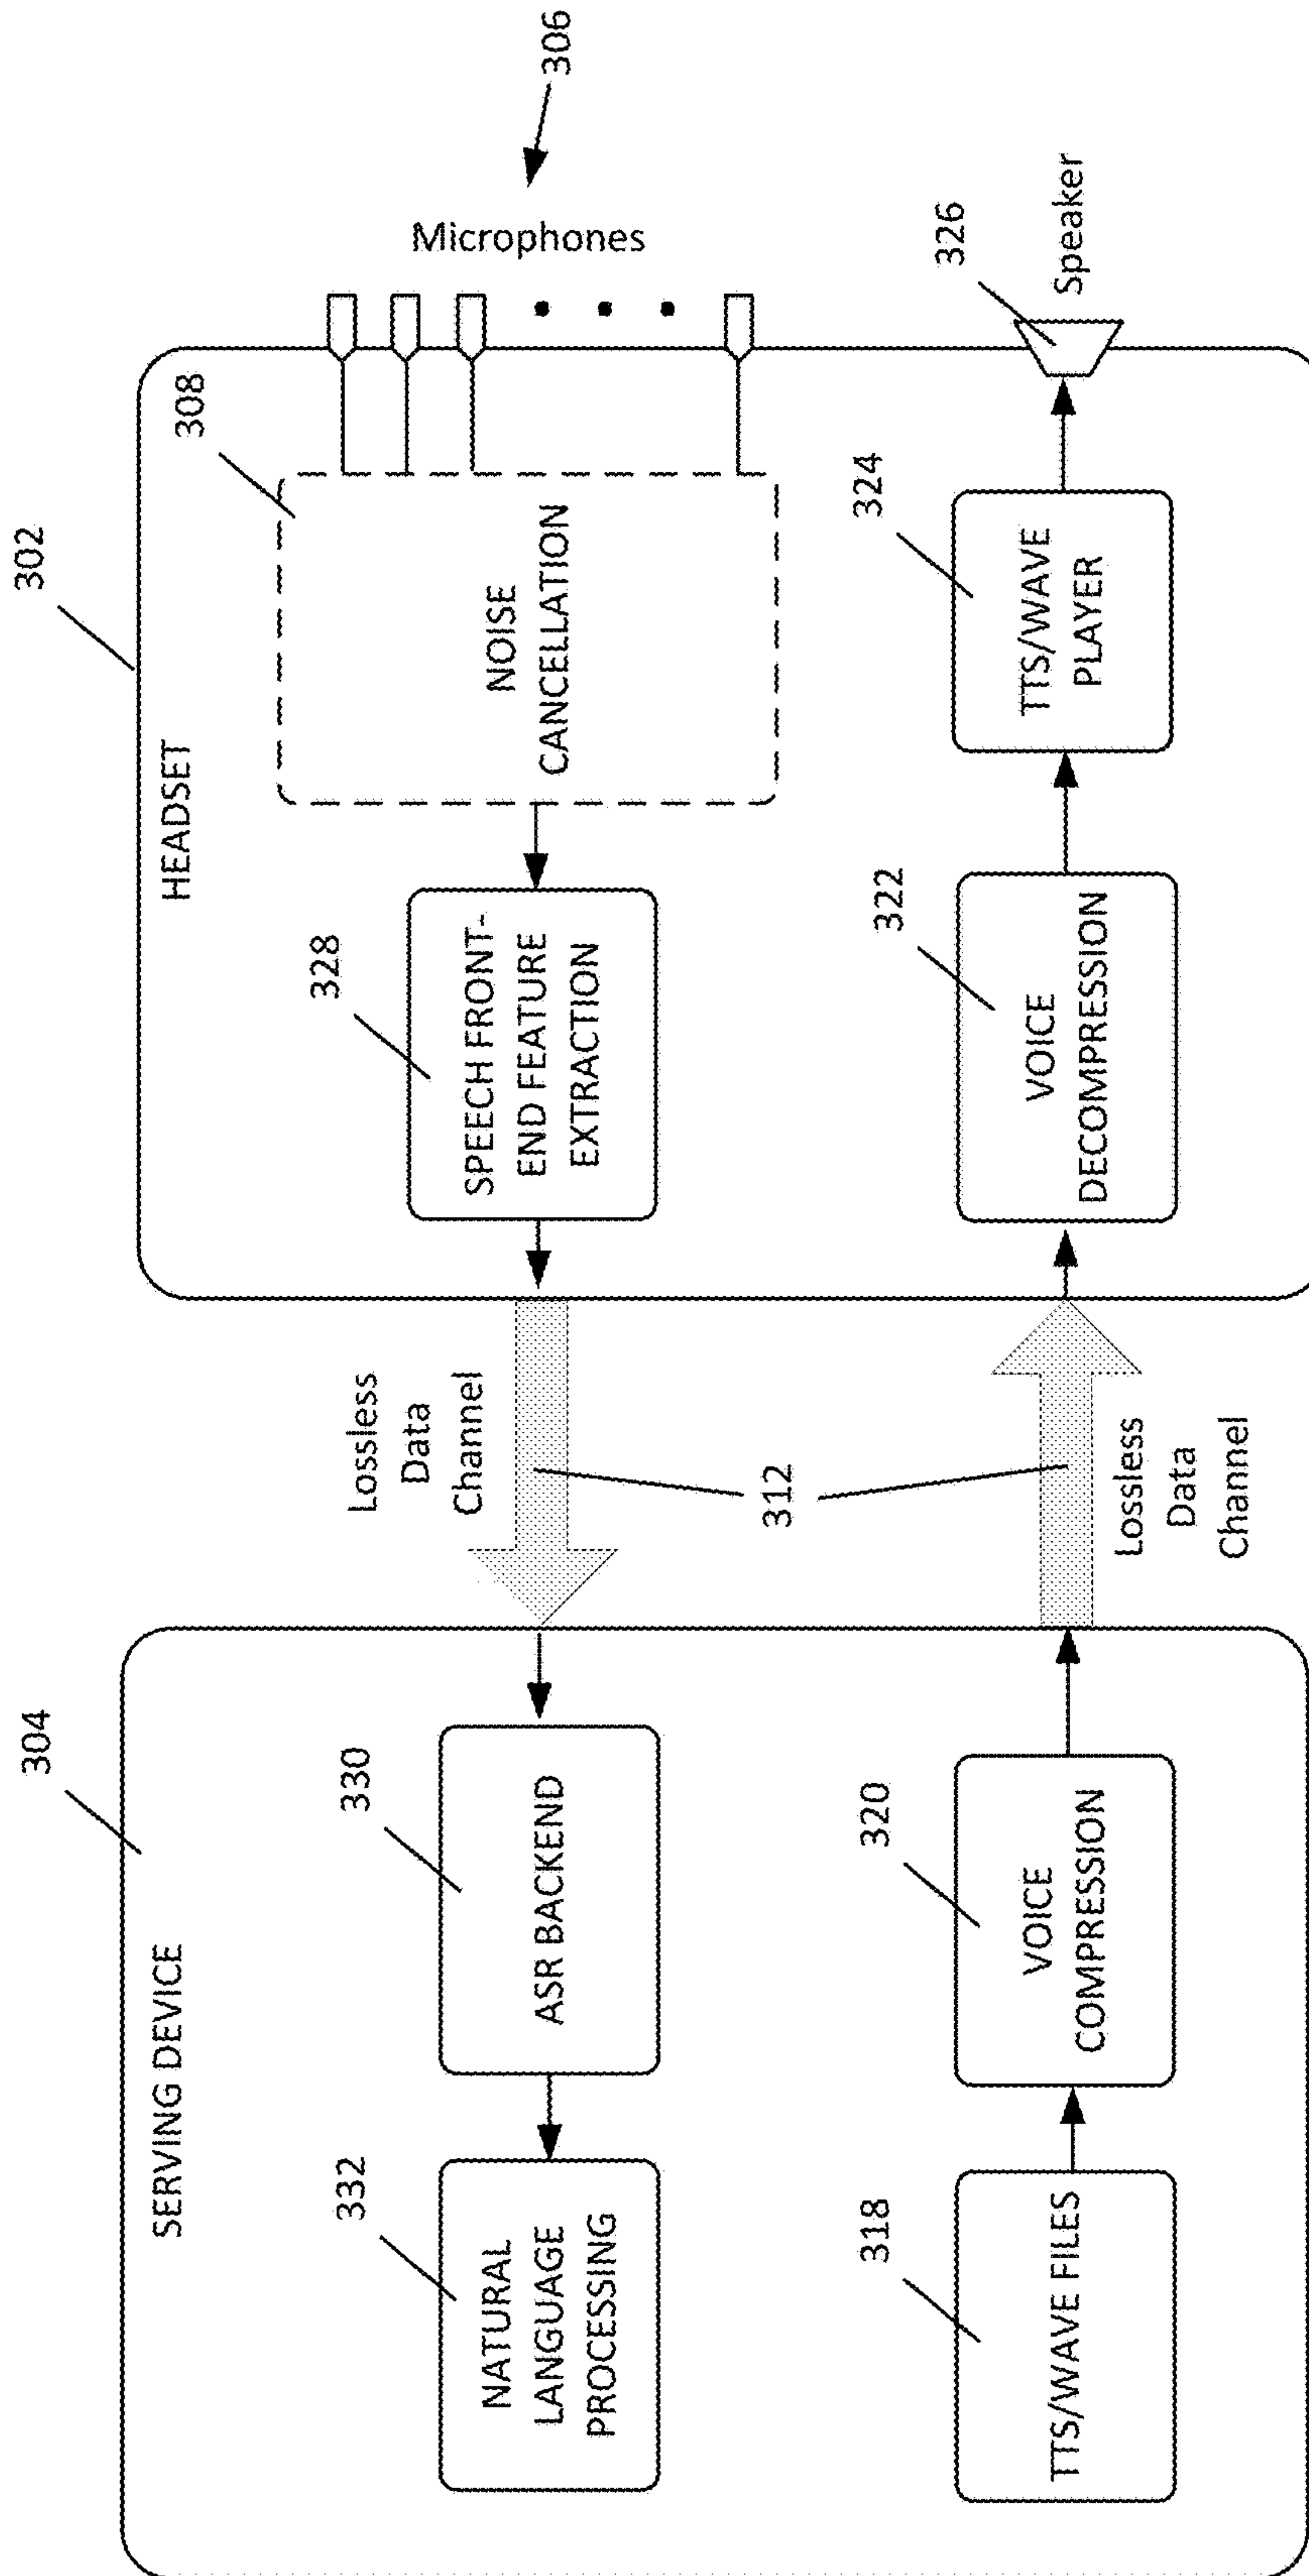 304
SERVING DEVICE
332
NATURAL
LANGUAGE
PROCESSING
330
ASR BACKEND
318
TTS/WAVE FILES
320
VOICE
COMPRESSION
Lossless
Data
Channel
312
Lossless
Data
Channel
302
HEADSET
328
SPEECH FRONT-
END FEATURE
EXTRACTION
308
NOISE
CANCELLATION
322
VOICE
DECOMPRESSION
324
TTS/WAVE
PLAYER
306
Microphones
326
Speaker